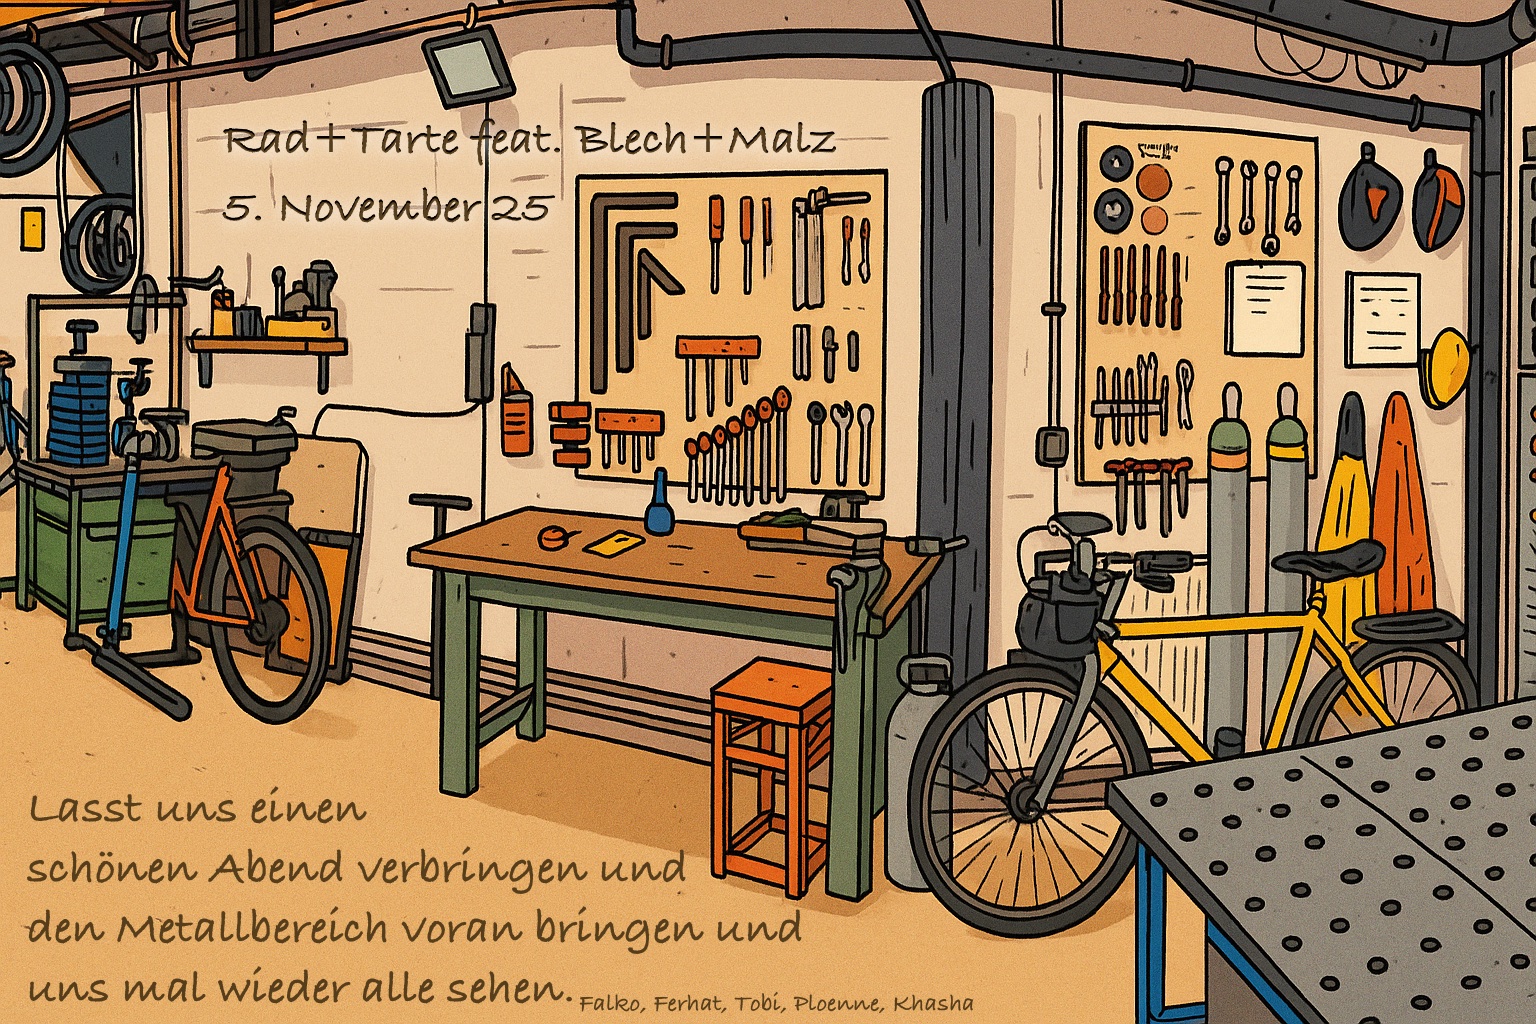 Rad+Tarte feat. Blech+Malz
5. November 25
Lasst uns einen
schönen Abend verbringen und
den Metallbereich voran bringen und
uns mal wieder alle sehen.
Falko, Ferhat, Tobi, Ploenne, Khasha